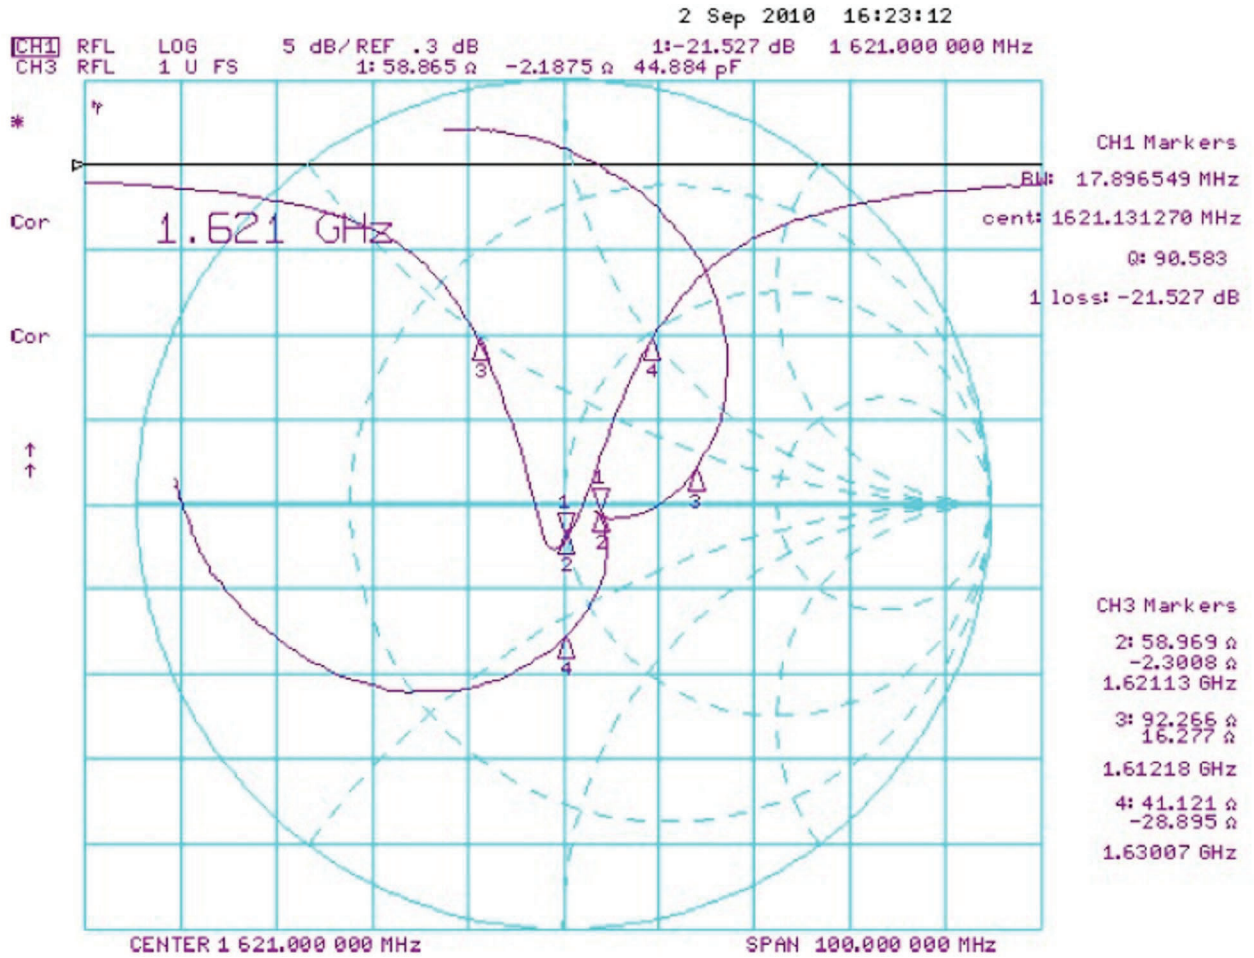 2 Sep 2010 16:23:12
CH1 RFL LOG 5 dB/REF .3 dB 1:-21.527 dB 1 621.000 000 MHz
CH3 RFL 1 U FS 1:58.865 Ω -2.1875 Ω 44.884 pF
*
CH1 Markers
BW: 17.896549 MHz
Cor
cent:1621.131270 MHz
1.621 GHz
Q:90.583
1 loss:-21.527 dB
Cor
3
4
↑
↑
1
1
3
2
2
4
CH3 Markers
2:58.969 Ω
-2.3008 Ω
1.62113 GHz
3:92.266 Ω
16.277 Ω
1.61218 GHz
4:41.121 Ω
-28.895 Ω
1.63007 GHz
CENTER 1 621.000 000 MHz SPAN 100.000 000 MHz